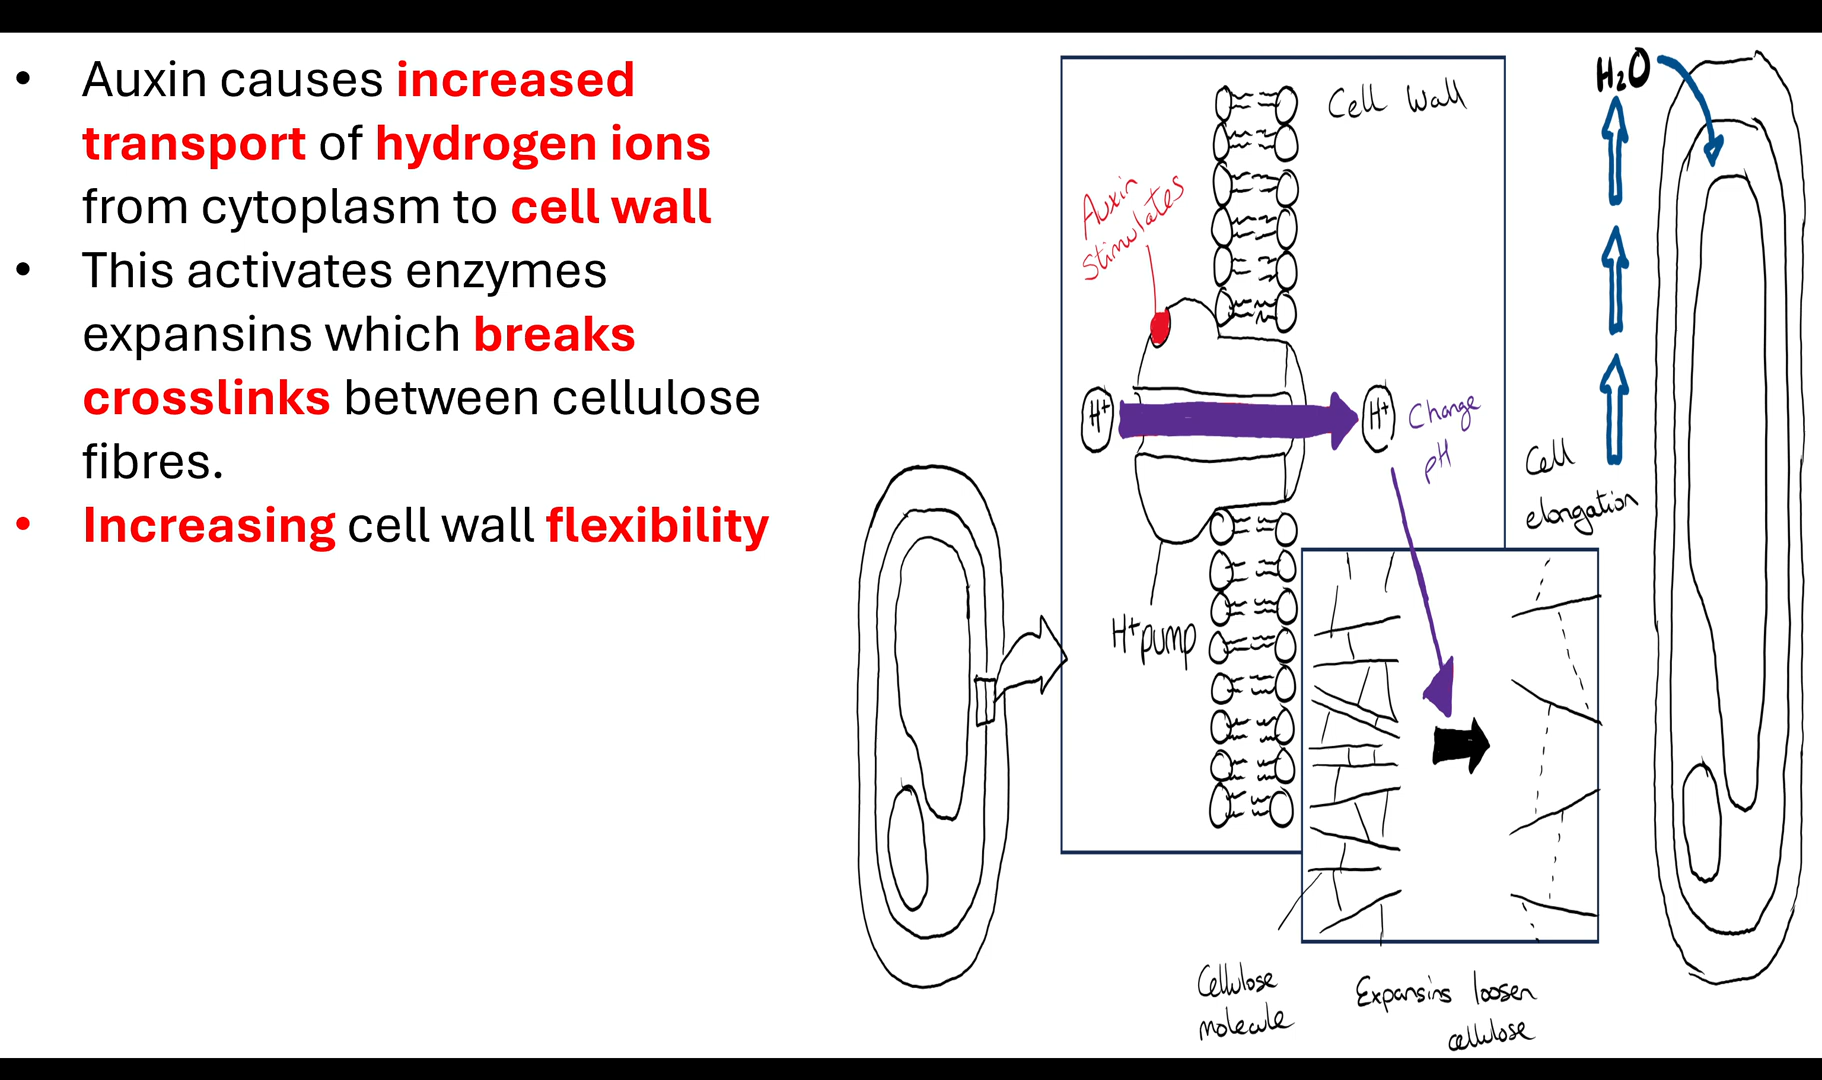 • Auxin causes increased
transport of hydrogen ions
from cytoplasm to cell wall
• This activates enzymes
expansins which breaks
crosslinks between cellulose
fibres.
• Increasing cell wall flexibility
Cell Wall
Auxin
stimulates
H+
H+
Change
pH
H+pump
H₂O
Cell
elongation
Cellulose
molecule
Expansins loosen
cellulose